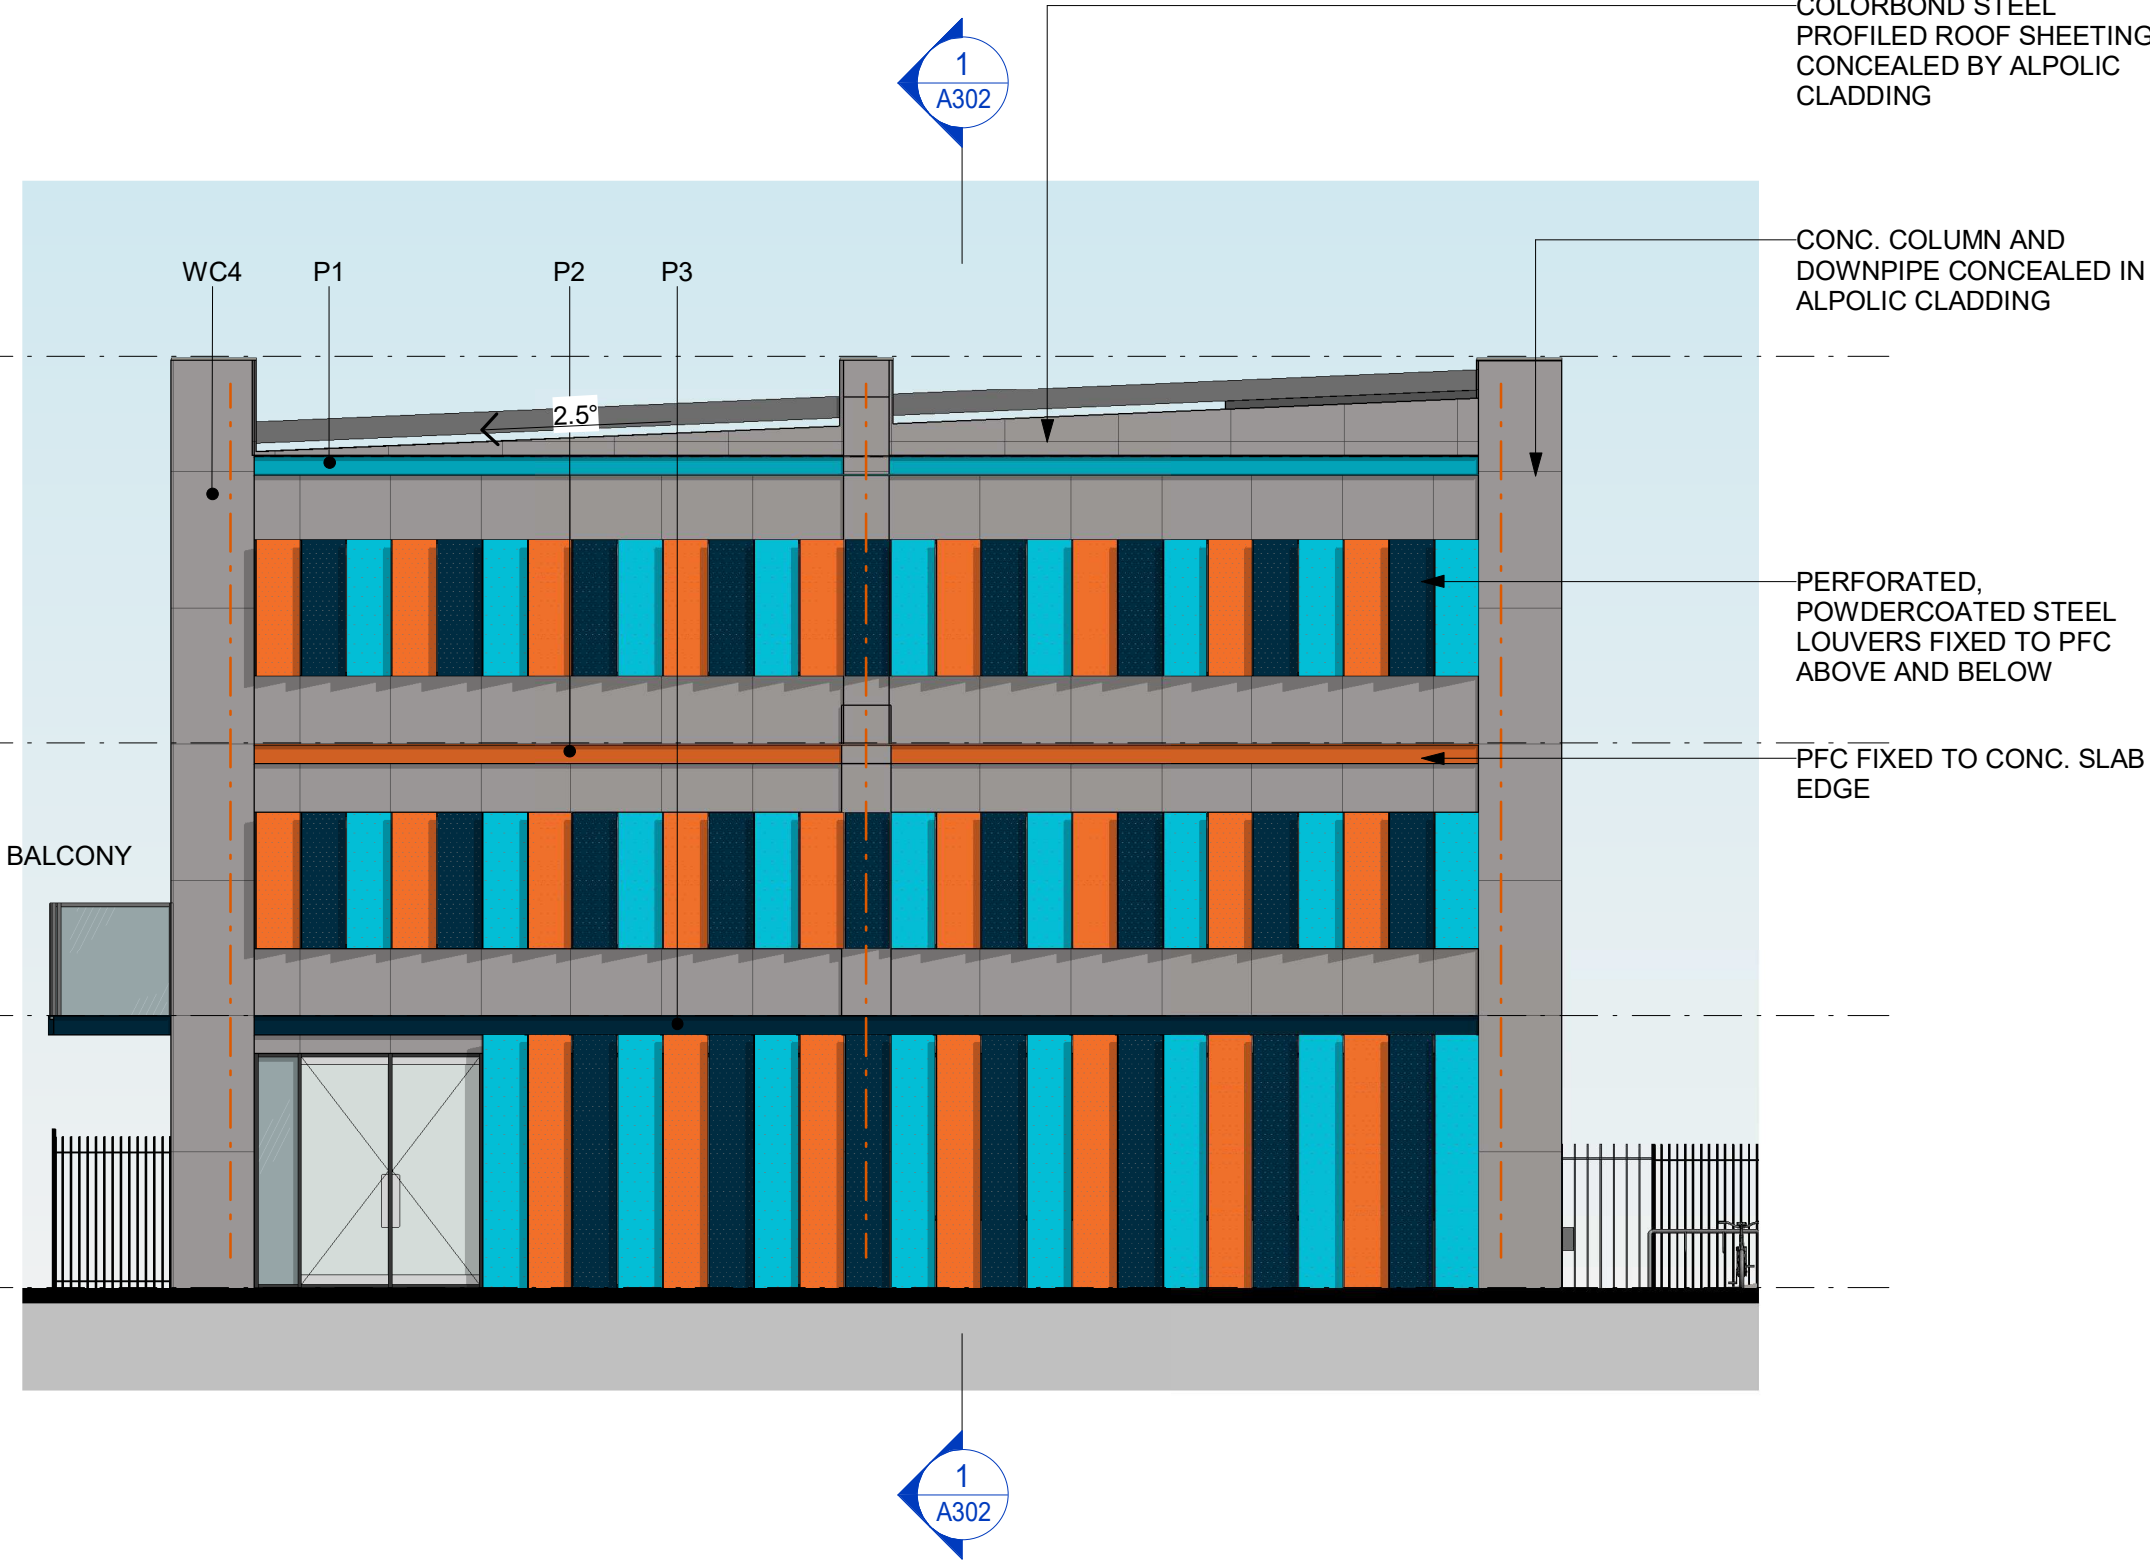 COLORBOND STEEL
PROFILED ROOF SHEETING
CONCEALED BY ALPOLIC
CLADDING
1
A302
CONC. COLUMN AND
DOWNPIPE CONCEALED IN
ALPOLIC CLADDING
WC4
P1
P2
P3
2.5°
PERFORATED,
POWDERCOATED STEEL
LOUVERS FIXED TO PFC
ABOVE AND BELOW
PFC FIXED TO CONC. SLAB
EDGE
BALCONY
1
A302